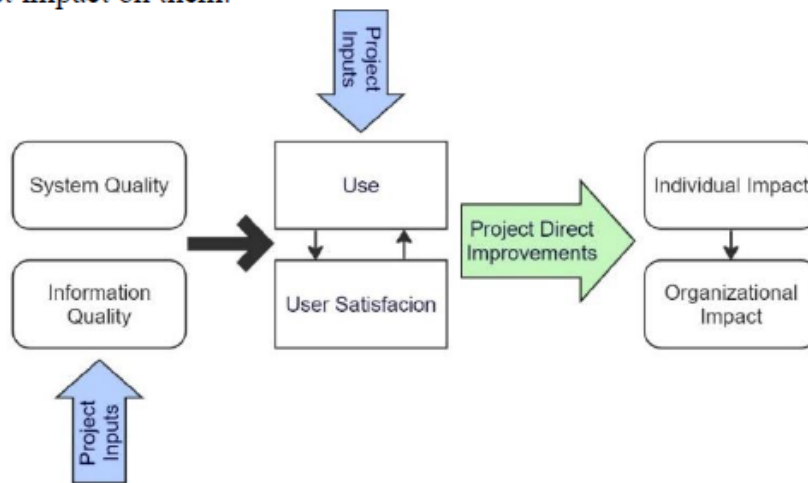 ct impact on them.
Project
Inputs
System Quality
Use
Individual Impact
Project Direct
Improvements
Information
Quality
User Satisfacion
Organizational
Impact
Project
Inputs